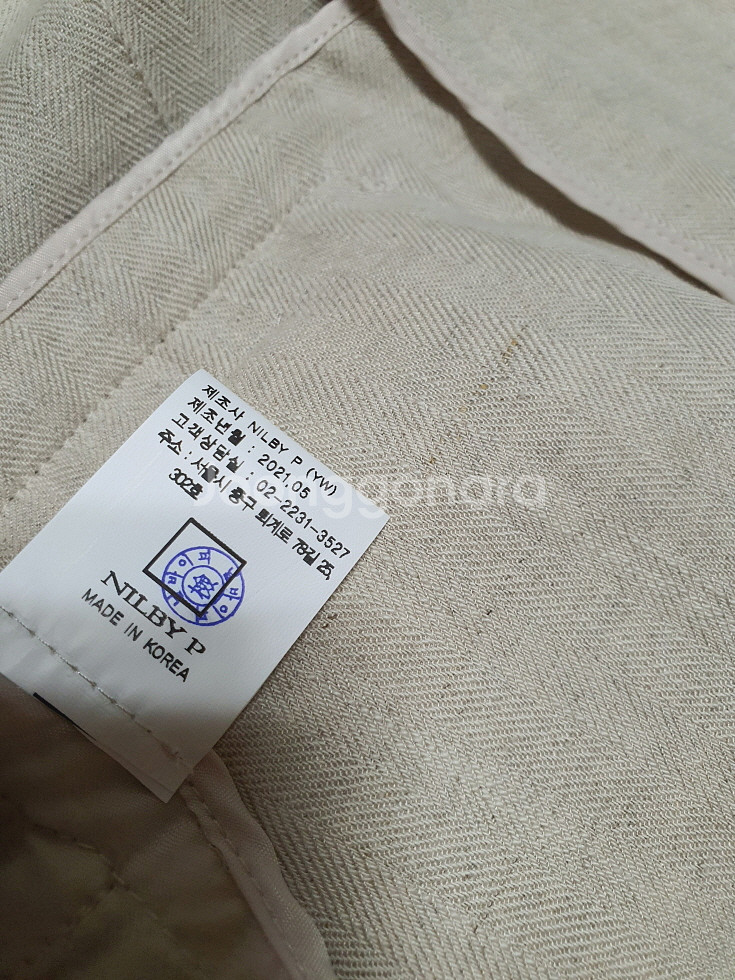 제조사 NILBY P (YW)
제조년월 : 2021.05
고객상담실 : 02-2231-3527
주소 : 서울시 중구 퇴계로 78길 25,
302호
檢
NILBY P
MADE IN KOREA
Joonggonara